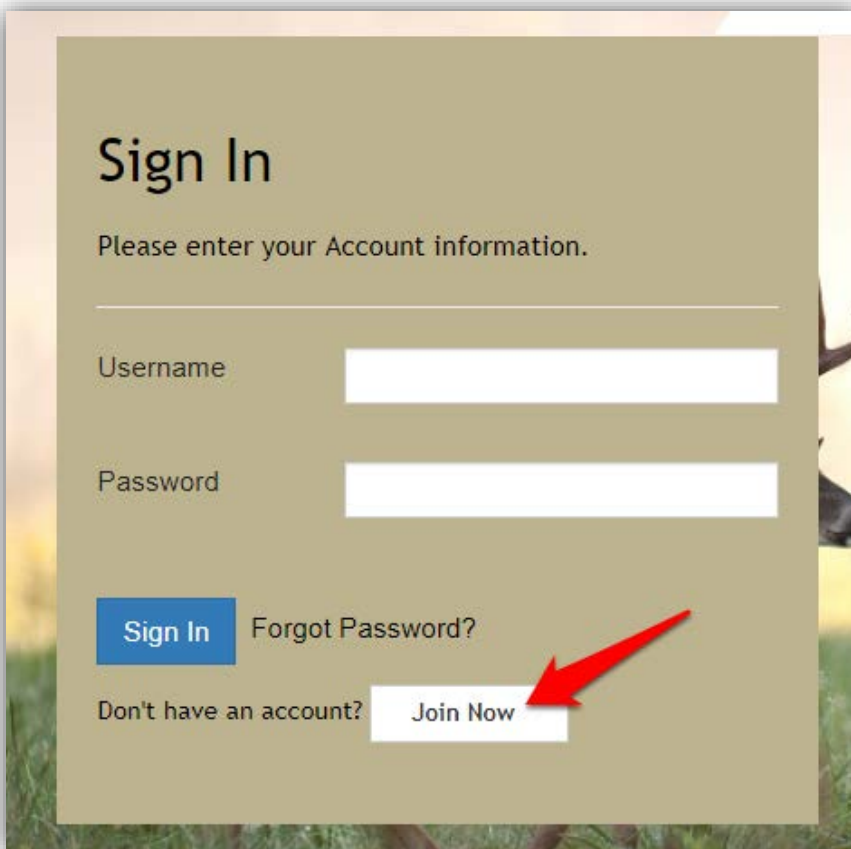 Sign In
Please enter your Account information.
Username
Password
Sign In Forgot Password?
Don't have an account? Join Now